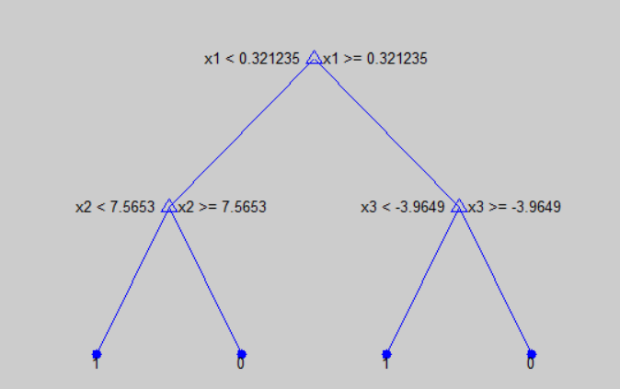 x1 < 0.321235 x1 >= 0.321235
x2 < 7.5653 x2 >= 7.5653 x3 < -3.9649 x3 >= -3.9649
1 0 1 0